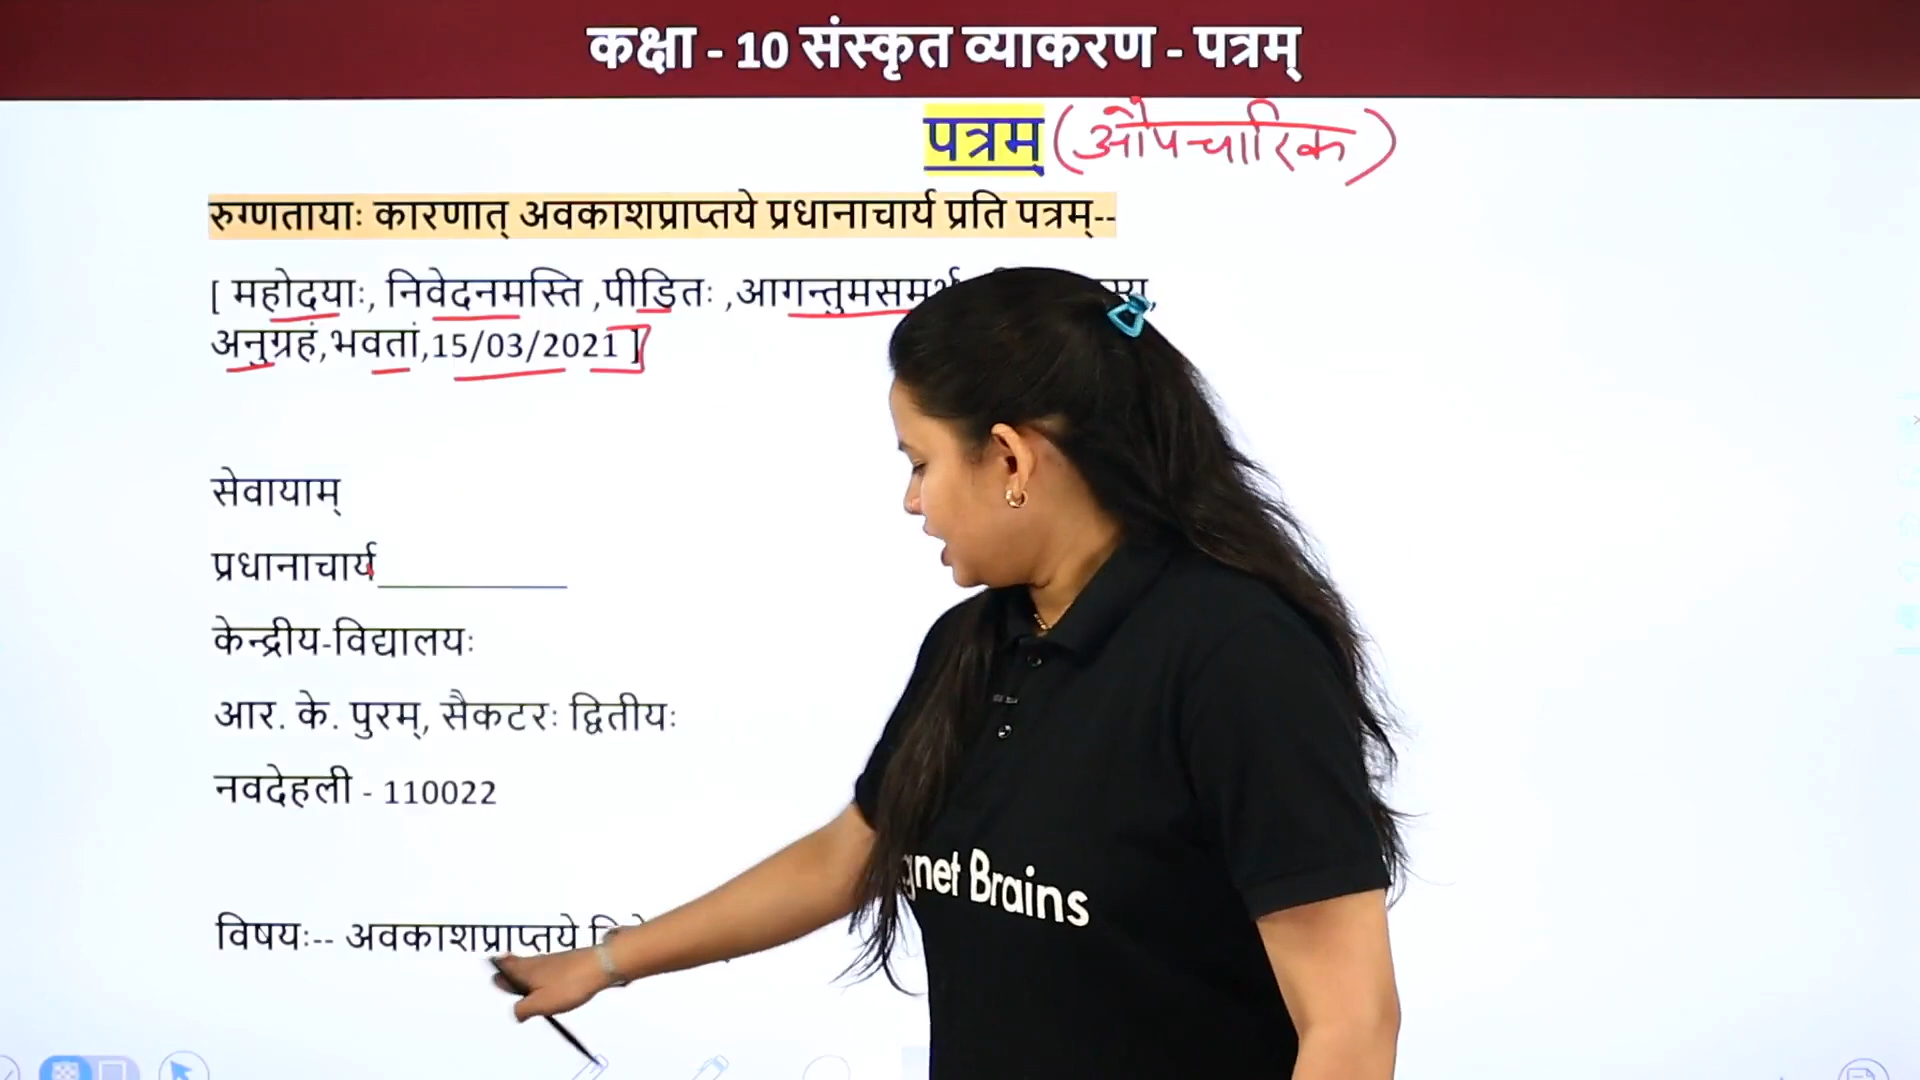 कक्षा - 10 संस्कृत व्याकरण - पत्रम्
पत्रम् (औपचारिक)
रुग्णतायाः कारणात् अवकाशप्राप्तये प्रधानाचार्य प्रति पत्रम्--
[ महोदयाः, निवेदनमस्ति ,पीडितः ,
अनुग्रहं,भवतां,15/03/2021 ]
सेवायाम्
प्रधानाचार्य__________
केन्द्रीय-विद्यालयः
आर. के. पुरम्, सैकटरः द्वितीयः
नवदेहली - 110022
विषयः-- अवकाशप्राप्तये
Brains